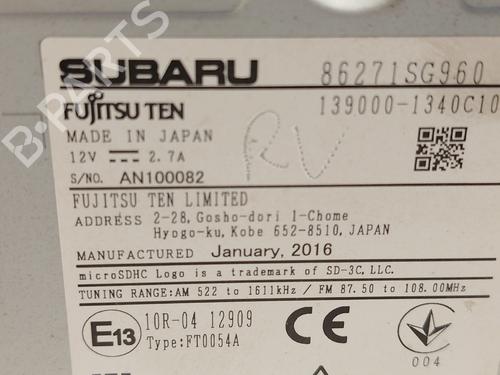 SUBARU 86271SG960
FUJITSU TEN 139000-1340C10
MADE IN JAPAN
12V 2.7A
RV
S/NO. AN100082
FUJITSU TEN LIMITED
ADDRESS 2-28, Gosho-dori 1-Chome
Hyogo-ku, Kobe 652-8510, JAPAN
MANUFACTURED January, 2016
microSDHC Logo is a trademark of SD-3C, LLC.
TUNING RANGE:AM 522 to 1611kHz / FM 87.50 to 108.00MHz
E13 10R-04 12909 CE
Type:FT0054A
004
B-PARTS